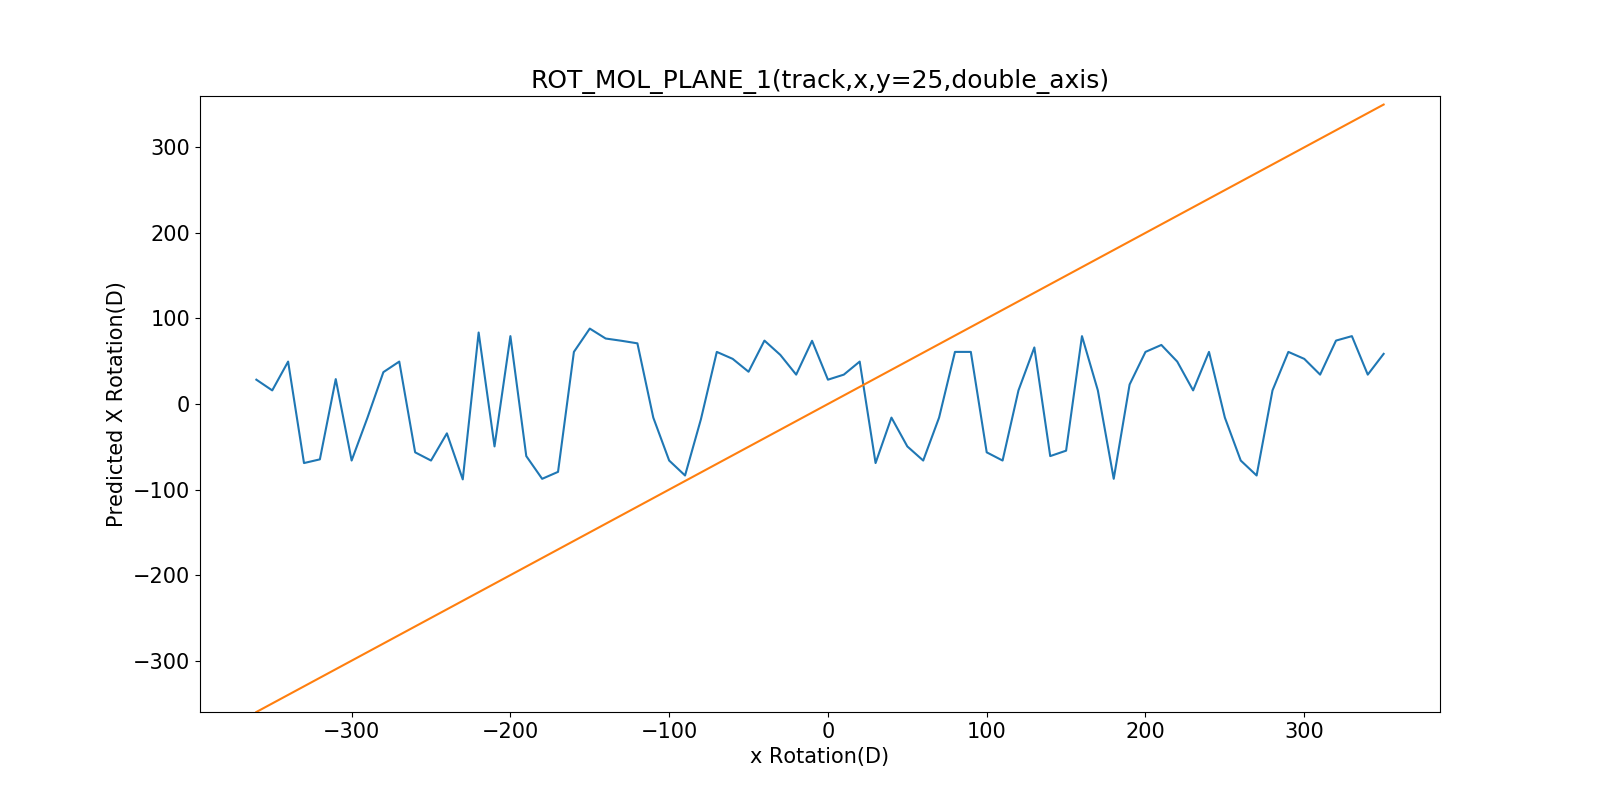 ROT_MOL_PLANE_1(track,x,y=25,double_axis)
300
200
100
0
−100
−200
−300
Predicted X Rotation(D)
−300 −200 −100 0 100 200 300
x Rotation(D)